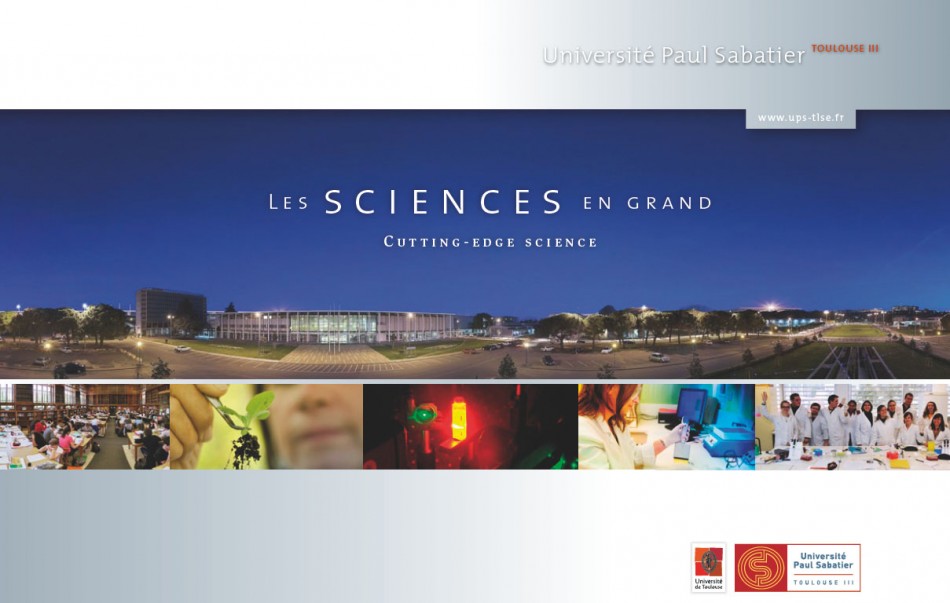 Université Paul Sabatier TOULOUSE III
www.ups-tlse.fr
LES SCIENCES EN GRAND
CUTTING-EDGE SCIENCE
Université
de Toulouse
Université
Paul Sabatier
TOULOUSE III